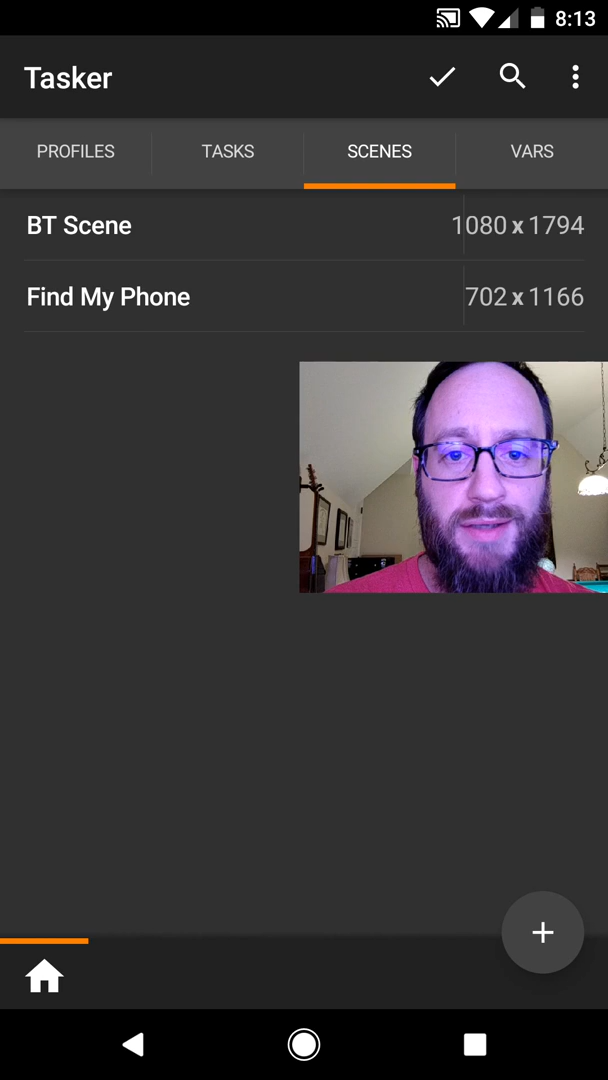 8:13
Tasker
PROFILES TASKS SCENES VARS
BT Scene 1080 x 1794
Find My Phone 702 x 1166